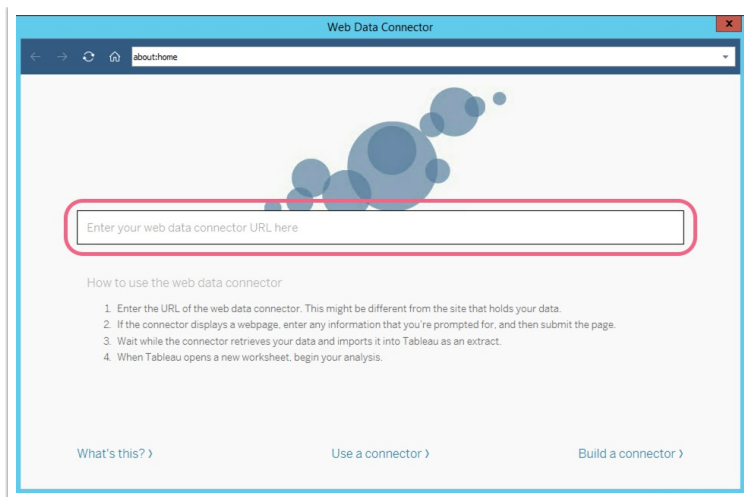 Web Data Connector
x
about:home
Enter your web data connector URL here
How to use the web data connector
1. Enter the URL of the web data connector. This might be different from the site that holds your data.
2. If the connector displays a webpage, enter any information that you're prompted for, and then submit the page.
3. Wait while the connector retrieves your data and imports it into Tableau as an extract.
4. When Tableau opens a new worksheet, begin your analysis.
What's this? › Use a connector › Build a connector ›